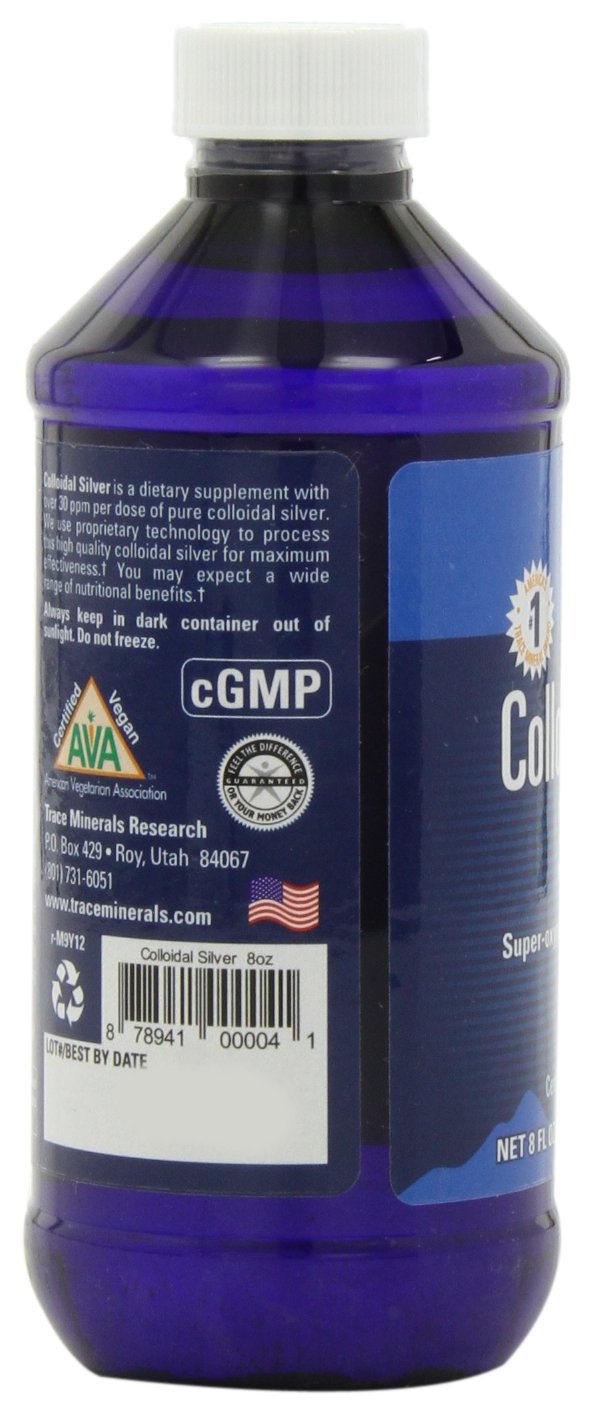 Colloidal Silver is a dietary supplement with
over 30 ppm per dose of pure colloidal silver.
We use proprietary technology to process
this high quality colloidal silver for maximum
effectiveness.† You may expect a wide
range of nutritional benefits.†
Always keep in dark container out of
sunlight. Do not freeze.
cGMP
Certified Vegan
AVA
TM
American Vegetarian Association
FEEL THE DIFFERENCE
GUARANTEED
OR YOUR MONEY BACK
Trace Minerals Research
P.O. Box 429 • Roy, Utah 84067
(801) 731-6051
www.traceminerals.com
r-M9Y12
Colloidal Silver 8oz
8 78941 00004 1
LOT#/BEST BY DATE
AMERICA'S
#1
TRACE MINERAL
Coll
Super-ox
NET 8 FL O